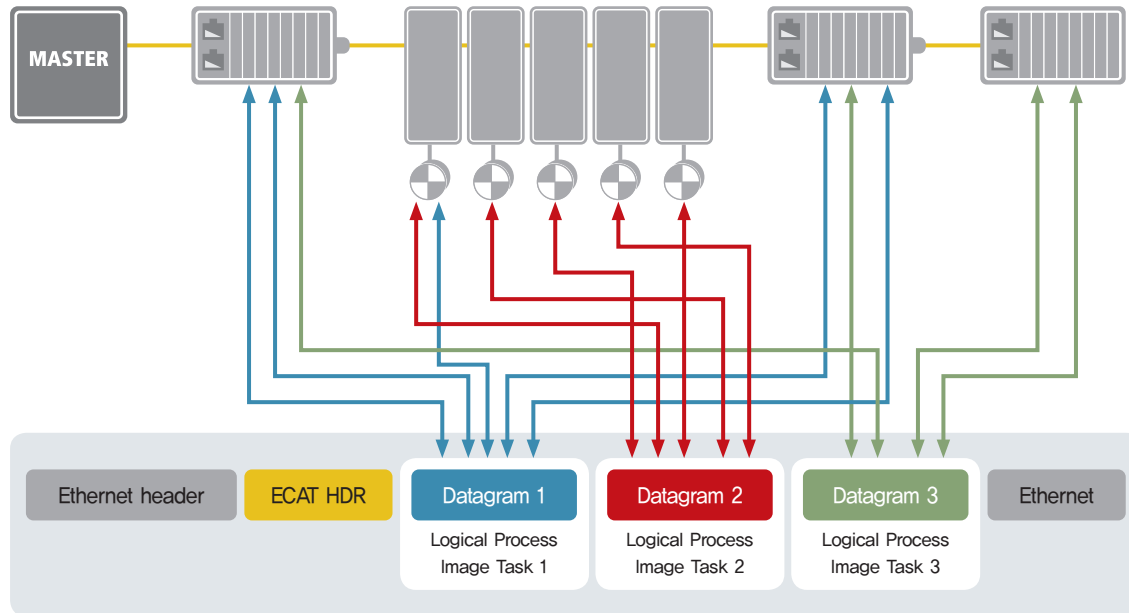 MASTER
Ethernet header
ECAT HDR
Datagram 1
Datagram 2
Datagram 3
Ethernet
Logical Process
Image Task 1
Logical Process
Image Task 2
Logical Process
Image Task 3